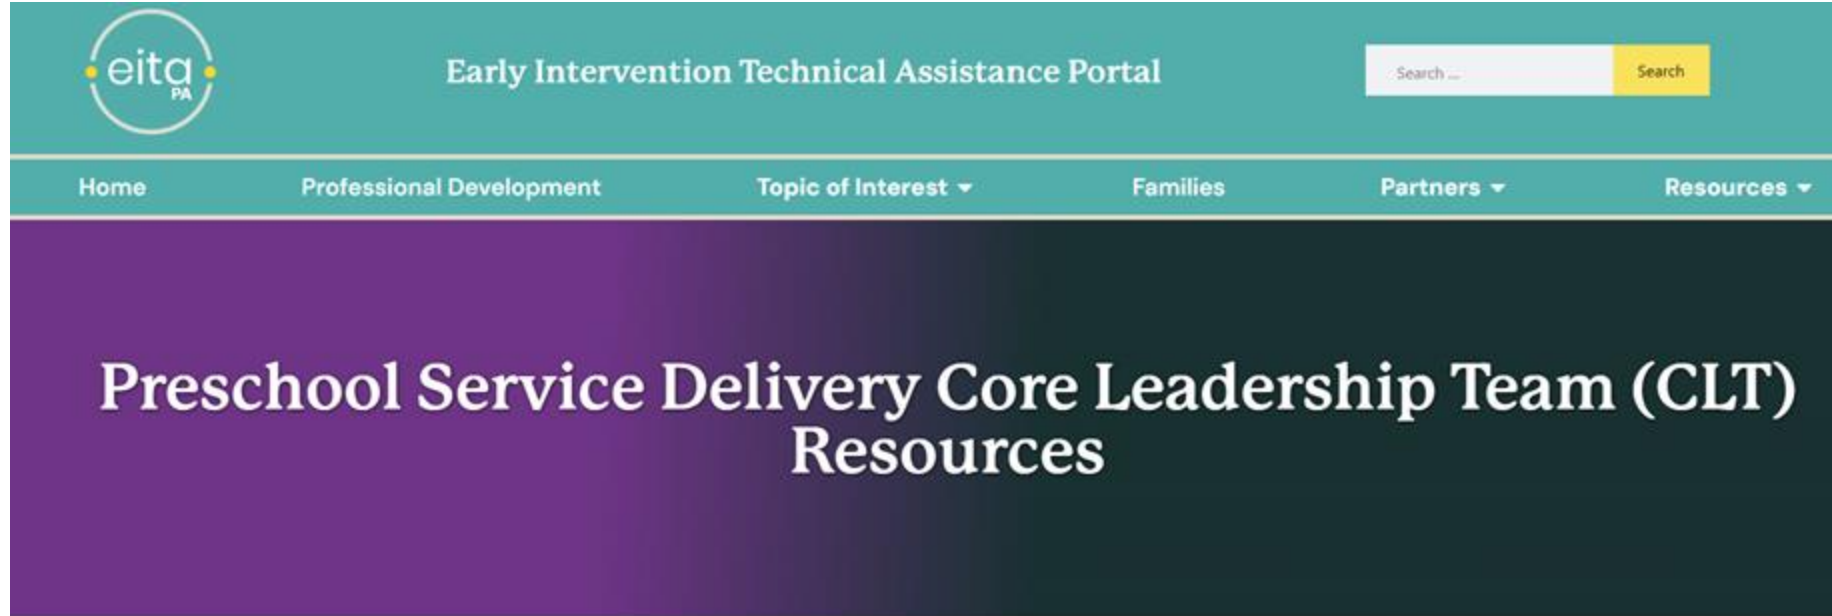 eita
PA
Early Intervention Technical Assistance Portal
Search ...
Search
Home
Professional Development
Topic of Interest
Families
Partners
Resources
Preschool Service Delivery Core Leadership Team (CLT)
Resources